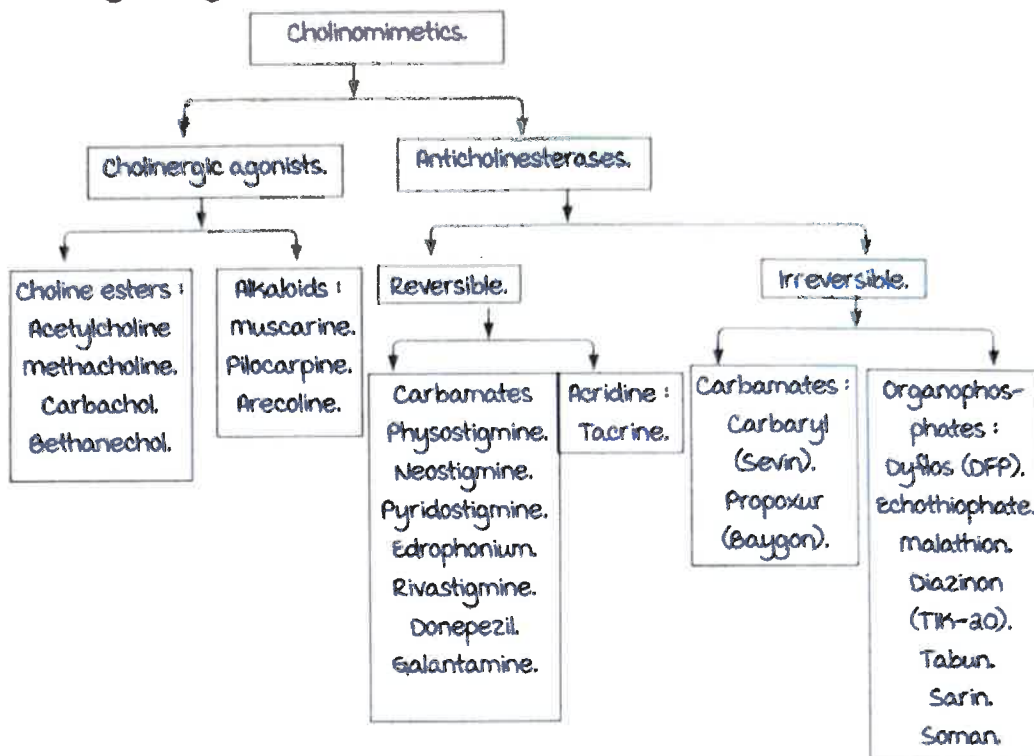 Cholinomimetics.
Cholinergic agonists.
Anticholinesterases.
Choline esters :
Acetylcholine
methacholine.
Carbachol.
Bethanechol.
Alkaloids :
muscarine.
Pilocarpine.
Arecoline.
Reversible.
Irreversible.
Carbamates
Physostigmine.
Neostigmine.
Pyridostigmine.
Edrophonium.
Rivastigmine.
Donepezil.
Galantamine.
Acridine :
Tacrine.
Carbamates :
Carbaryl
(Sevin).
Propoxur
(Baygon).
Organophos-
phates :
Dyflos (DFP).
Echothiophate.
malathion.
Diazinon
(TIK-20).
Tabun.
Sarin.
Soman.